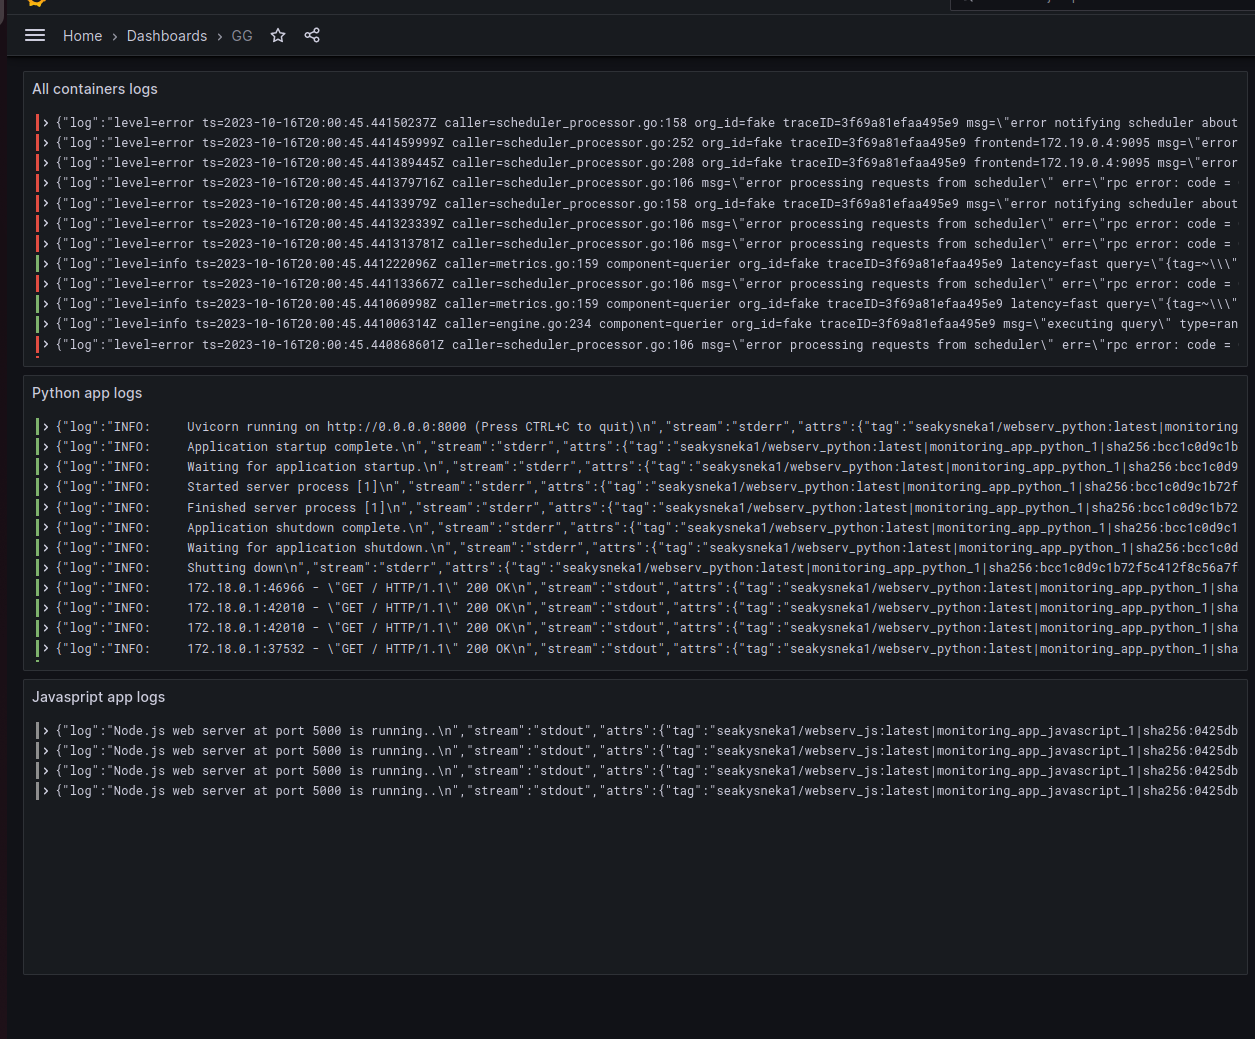 Home › Dashboards › GG
All containers logs
{"log":"level=error ts=2023-10-16T20:00:45.44150237Z caller=scheduler_processor.go:158 org_id=fake traceID=3f69a81efaa495e9 msg=\"error notifying scheduler about
{"log":"level=error ts=2023-10-16T20:00:45.441459999Z caller=scheduler_processor.go:252 org_id=fake traceID=3f69a81efaa495e9 frontend=172.19.0.4:9095 msg=\"error
{"log":"level=error ts=2023-10-16T20:00:45.441389445Z caller=scheduler_processor.go:208 org_id=fake traceID=3f69a81efaa495e9 frontend=172.19.0.4:9095 msg=\"error
{"log":"level=error ts=2023-10-16T20:00:45.441379716Z caller=scheduler_processor.go:106 msg=\"error processing requests from scheduler\" err=\"rpc error: code =
{"log":"level=error ts=2023-10-16T20:00:45.44133979Z caller=scheduler_processor.go:158 org_id=fake traceID=3f69a81efaa495e9 msg=\"error notifying scheduler about
{"log":"level=error ts=2023-10-16T20:00:45.441323339Z caller=scheduler_processor.go:106 msg=\"error processing requests from scheduler\" err=\"rpc error: code =
{"log":"level=error ts=2023-10-16T20:00:45.441313781Z caller=scheduler_processor.go:106 msg=\"error processing requests from scheduler\" err=\"rpc error: code =
{"log":"level=info ts=2023-10-16T20:00:45.441222096Z caller=metrics.go:159 component=querier org_id=fake traceID=3f69a81efaa495e9 latency=fast query=\"{tag=~\\\"
{"log":"level=error ts=2023-10-16T20:00:45.441133667Z caller=scheduler_processor.go:106 msg=\"error processing requests from scheduler\" err=\"rpc error: code =
{"log":"level=info ts=2023-10-16T20:00:45.441060998Z caller=metrics.go:159 component=querier org_id=fake traceID=3f69a81efaa495e9 latency=fast query=\"{tag=~\\\"
{"log":"level=info ts=2023-10-16T20:00:45.441006314Z caller=engine.go:234 component=querier org_id=fake traceID=3f69a81efaa495e9 msg=\"executing query\" type=ran
{"log":"level=error ts=2023-10-16T20:00:45.440868601Z caller=scheduler_processor.go:106 msg=\"error processing requests from scheduler\" err=\"rpc error: code =
Python app logs
{"log":"INFO:     Uvicorn running on http://0.0.0.0:8000 (Press CTRL+C to quit)\n","stream":"stderr","attrs":{"tag":"seakysneka1/webserv_python:latest|monitoring
{"log":"INFO:     Application startup complete.\n","stream":"stderr","attrs":{"tag":"seakysneka1/webserv_python:latest|monitoring_app_python_1|sha256:bcc1c0d9c1b
{"log":"INFO:     Waiting for application startup.\n","stream":"stderr","attrs":{"tag":"seakysneka1/webserv_python:latest|monitoring_app_python_1|sha256:bcc1c0d9
{"log":"INFO:     Started server process [1]\n","stream":"stderr","attrs":{"tag":"seakysneka1/webserv_python:latest|monitoring_app_python_1|sha256:bcc1c0d9c1b72f
{"log":"INFO:     Finished server process [1]\n","stream":"stderr","attrs":{"tag":"seakysneka1/webserv_python:latest|monitoring_app_python_1|sha256:bcc1c0d9c1b72
{"log":"INFO:     Application shutdown complete.\n","stream":"stderr","attrs":{"tag":"seakysneka1/webserv_python:latest|monitoring_app_python_1|sha256:bcc1c0d9c1
{"log":"INFO:     Waiting for application shutdown.\n","stream":"stderr","attrs":{"tag":"seakysneka1/webserv_python:latest|monitoring_app_python_1|sha256:bcc1c0d
{"log":"INFO:     Shutting down\n","stream":"stderr","attrs":{"tag":"seakysneka1/webserv_python:latest|monitoring_app_python_1|sha256:bcc1c0d9c1b72f5c412f8c56a7f
{"log":"INFO:     172.18.0.1:46966 - \"GET / HTTP/1.1\" 200 OK\n","stream":"stdout","attrs":{"tag":"seakysneka1/webserv_python:latest|monitoring_app_python_1|sha
{"log":"INFO:     172.18.0.1:42010 - \"GET / HTTP/1.1\" 200 OK\n","stream":"stdout","attrs":{"tag":"seakysneka1/webserv_python:latest|monitoring_app_python_1|sha
{"log":"INFO:     172.18.0.1:42010 - \"GET / HTTP/1.1\" 200 OK\n","stream":"stdout","attrs":{"tag":"seakysneka1/webserv_python:latest|monitoring_app_python_1|sha
{"log":"INFO:     172.18.0.1:37532 - \"GET / HTTP/1.1\" 200 OK\n","stream":"stdout","attrs":{"tag":"seakysneka1/webserv_python:latest|monitoring_app_python_1|sha
Javaspript app logs
{"log":"Node.js web server at port 5000 is running..\n","stream":"stdout","attrs":{"tag":"seakysneka1/webserv_js:latest|monitoring_app_javascript_1|sha256:0425db
{"log":"Node.js web server at port 5000 is running..\n","stream":"stdout","attrs":{"tag":"seakysneka1/webserv_js:latest|monitoring_app_javascript_1|sha256:0425db
{"log":"Node.js web server at port 5000 is running..\n","stream":"stdout","attrs":{"tag":"seakysneka1/webserv_js:latest|monitoring_app_javascript_1|sha256:0425db
{"log":"Node.js web server at port 5000 is running..\n","stream":"stdout","attrs":{"tag":"seakysneka1/webserv_js:latest|monitoring_app_javascript_1|sha256:0425db